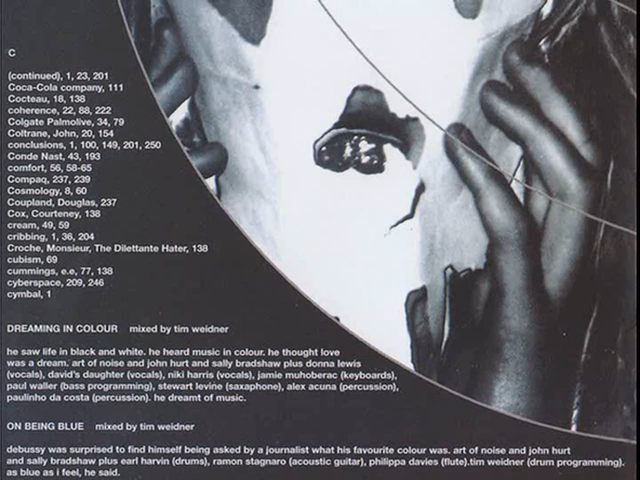 C
(continued), 1, 23, 201
Coca-Cola company, 111
Cocteau, 18, 138
coherence, 22, 88, 222
Colgate Palmolive, 34, 79
Coltrane, John, 20, 154
conclusions, 1, 100, 149, 201, 250
Conde Nast, 43, 193
comfort, 56, 58-65
Compaq, 237, 239
Cosmology, 8, 60
Coupland, Douglas, 237
Cox, Courteney, 138
cream, 49, 59
cribbing, 1, 36, 204
Croche, Monsieur, The Dilettante Hater, 138
cubism, 69
cummings, e.e, 77, 138
cyberspace, 209, 246
cymbal, 1
DREAMING IN COLOUR mixed by tim weidner
he saw life in black and white. he heard music in colour. he thought love
was a dream. art of noise and john hurt and sally bradshaw plus donna lewis
(vocals), david's daughter (vocals), niki harris (vocals), jamie muhoberac (keyboards),
paul waller (bass programming), stewart levine (saxaphone), alex acuna (percussion),
paulinho da costa (percussion). he dreamt of music.
ON BEING BLUE mixed by tim weidner
debussy was surprised to find himself being asked by a journalist what his favourite colour was. art of noise and john hurt
and sally bradshaw plus earl harvin (drums), ramon stagnaro (acoustic guitar), philippa davies (flute).tim weidner (drum programming).
as blue as i feel, he said.